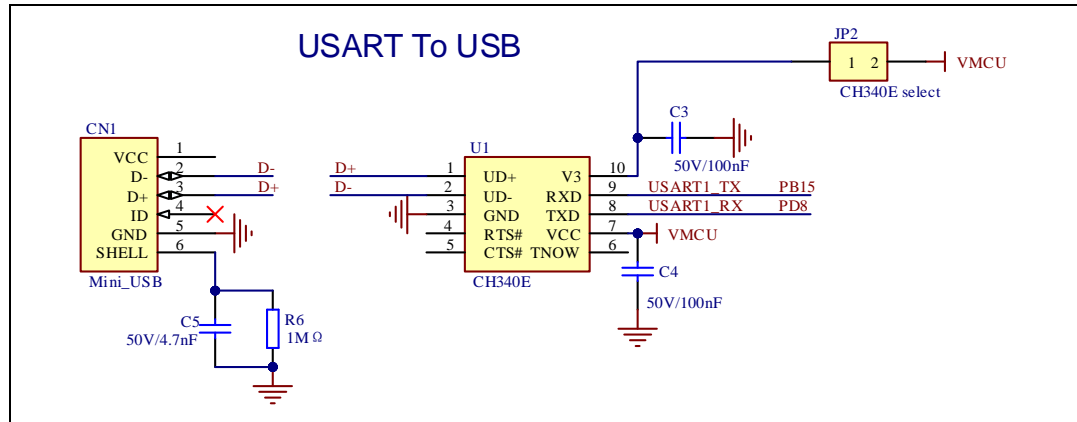 USART To USB
JP2
1 2
VMCU
CH340E select
CN1
VCC 1
D- 2 D-
D+ 3 D+
ID 4
GND 5
SHELL 6
Mini_USB
C5
50V/4.7nF
R6
1MΩ
U1
D+ 1 UD+
D- 2 UD-
3 GND
4 RTS#
5 CTS#
V3 10
RXD 9 USART1_TX PB15
TXD 8 USART1_RX PD8
VCC 7 VMCU
TNOW 6
CH340E
C3
50V/100nF
C4
50V/100nF